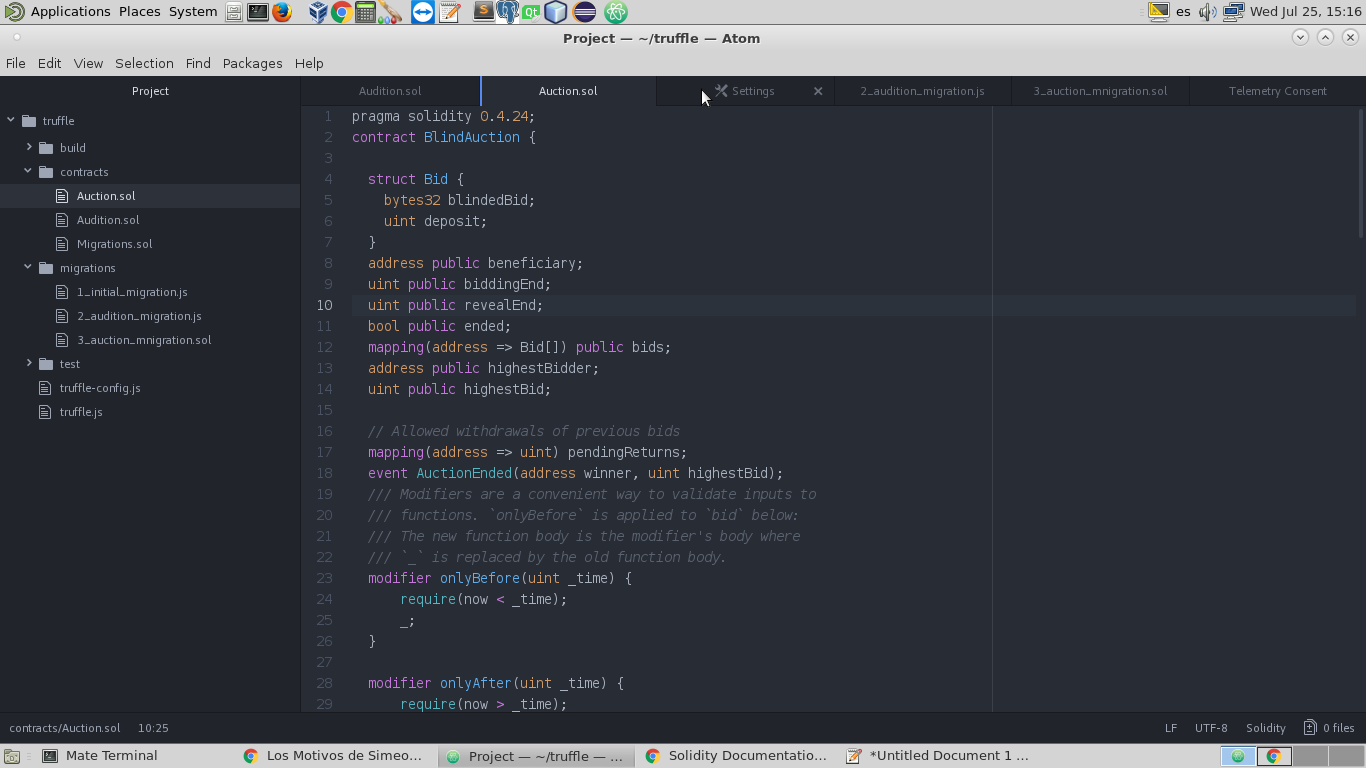 Applications Places System
es
Wed Jul 25, 15:16
Project — ~/truffle — Atom
File Edit View Selection Find Packages Help
Project
Audition.sol
Auction.sol
Settings
2_audition_migration.js
3_auction_mnigration.sol
Telemetry Consent
truffle
build
contracts
Auction.sol
Audition.sol
Migrations.sol
migrations
1_initial_migration.js
2_audition_migration.js
3_auction_mnigration.sol
test
truffle-config.js
truffle.js
1 pragma solidity 0.4.24;
2 contract BlindAuction {
3
4 struct Bid {
5 bytes32 blindedBid;
6 uint deposit;
7 }
8 address public beneficiary;
9 uint public biddingEnd;
10 uint public revealEnd;
11 bool public ended;
12 mapping(address => Bid[]) public bids;
13 address public highestBidder;
14 uint public highestBid;
15
16 // Allowed withdrawals of previous bids
17 mapping(address => uint) pendingReturns;
18 event AuctionEnded(address winner, uint highestBid);
19 /// Modifiers are a convenient way to validate inputs to
20 /// functions. `onlyBefore` is applied to `bid` below:
21 /// The new function body is the modifier's body where
22 /// `_` is replaced by the old function body.
23 modifier onlyBefore(uint _time) {
24 require(now < _time);
25 _;
26 }
27
28 modifier onlyAfter(uint _time) {
29 require(now > _time);
contracts/Auction.sol 10:25
LF UTF-8 Solidity 0 files
Mate Terminal
Los Motivos de Simeo...
Project — ~/truffle — ...
Solidity Documentatio...
*Untitled Document 1 ...